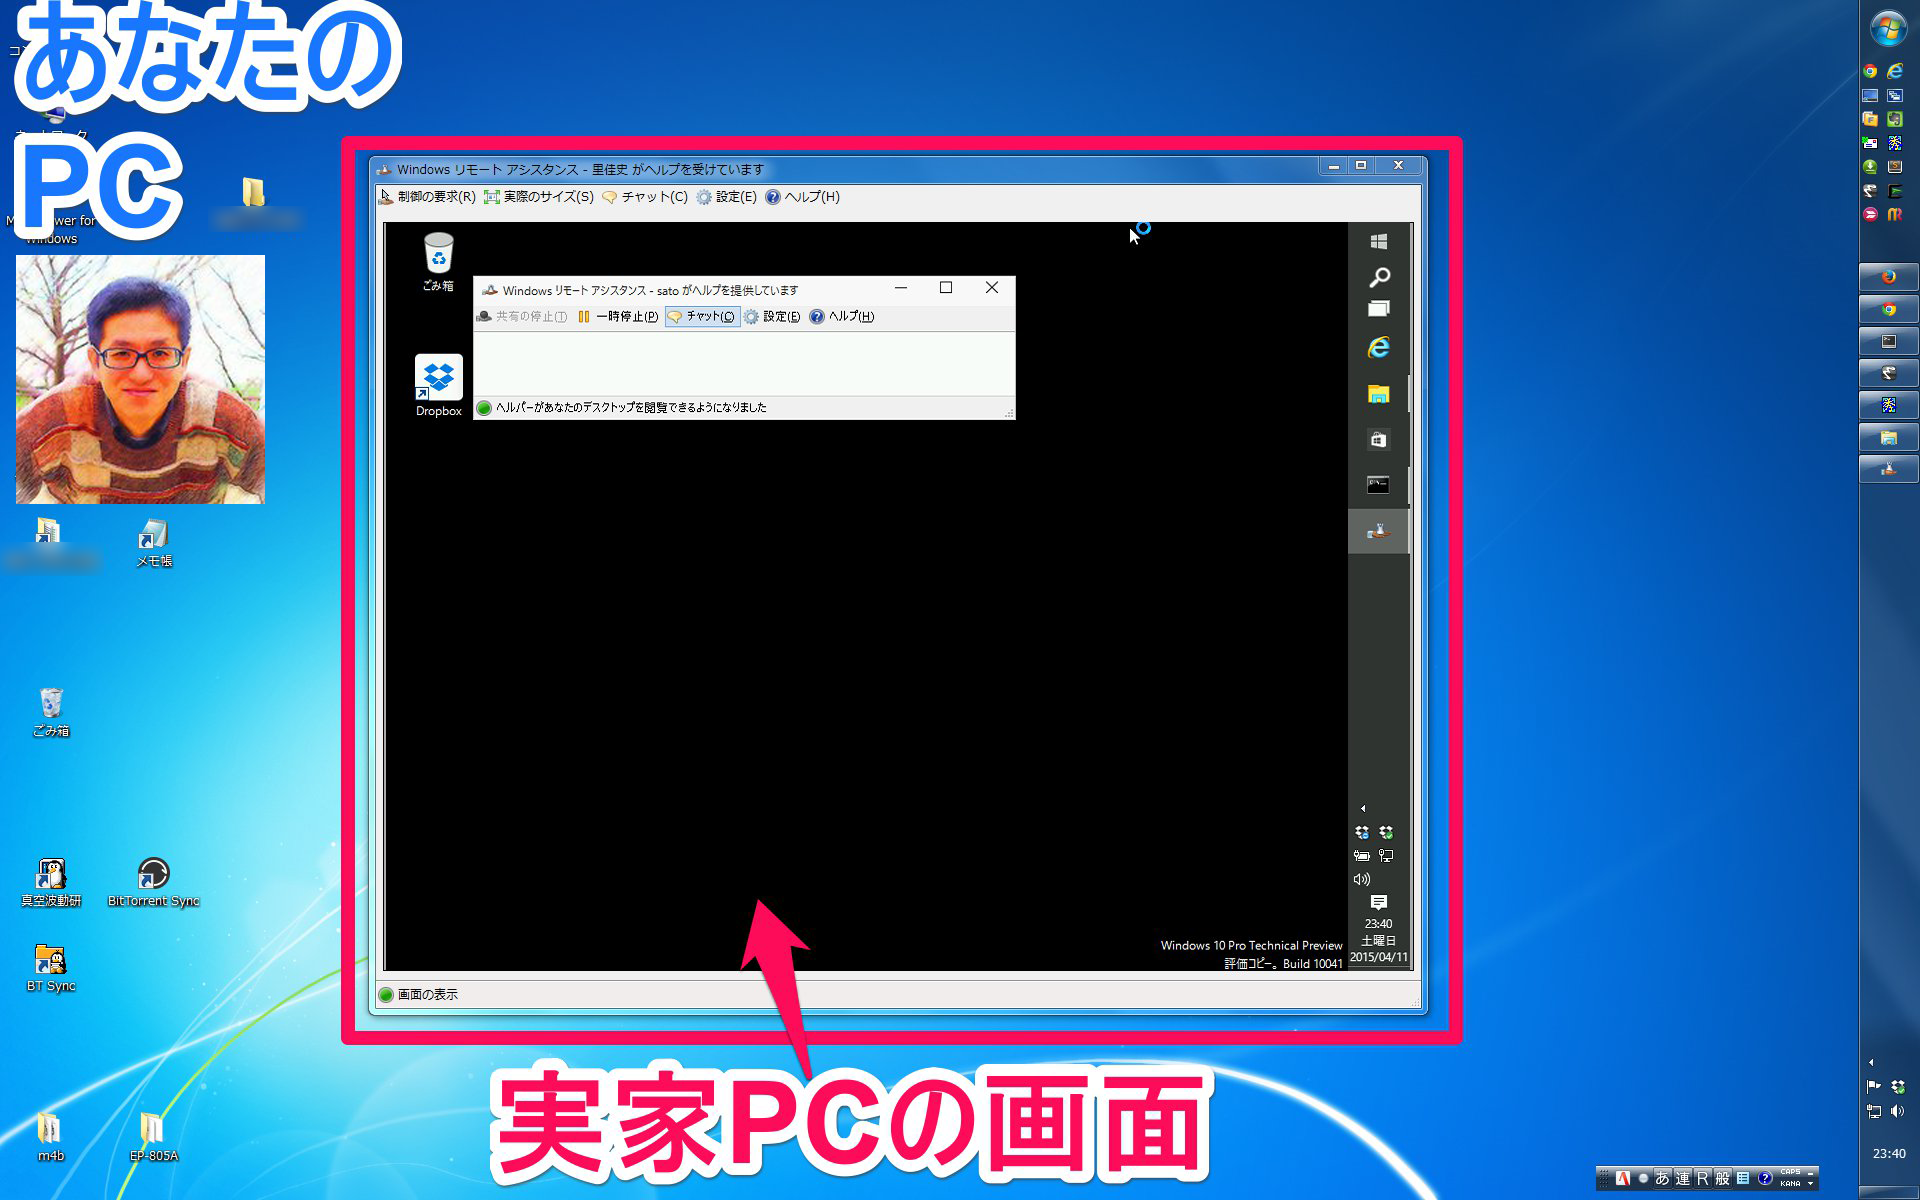 あなたの
PC
Windows
Windows リモート アシスタンス - 里佳史 がヘルプを受けています
制御の要求(R) 実際のサイズ(S) チャット(C) 設定(E) ヘルプ(H)
ごみ箱
Windows リモート アシスタンス - sato がヘルプを提供しています
共有の停止(T) 一時停止(P) チャット(C) 設定(E) ヘルプ(H)
Dropbox
ヘルパーがあなたのデスクトップを閲覧できるようになりました
メモ帳
ごみ箱
真空波動研
BitTorrent Sync
BT Sync
23:40
土曜日
2015/04/11
Windows 10 Pro Technical Preview
評価コピー。 Build 10041
画面の表示
実家PCの画面
m4b
EP-805A
23:40
A あ 連 R 般 CAPS
KANA